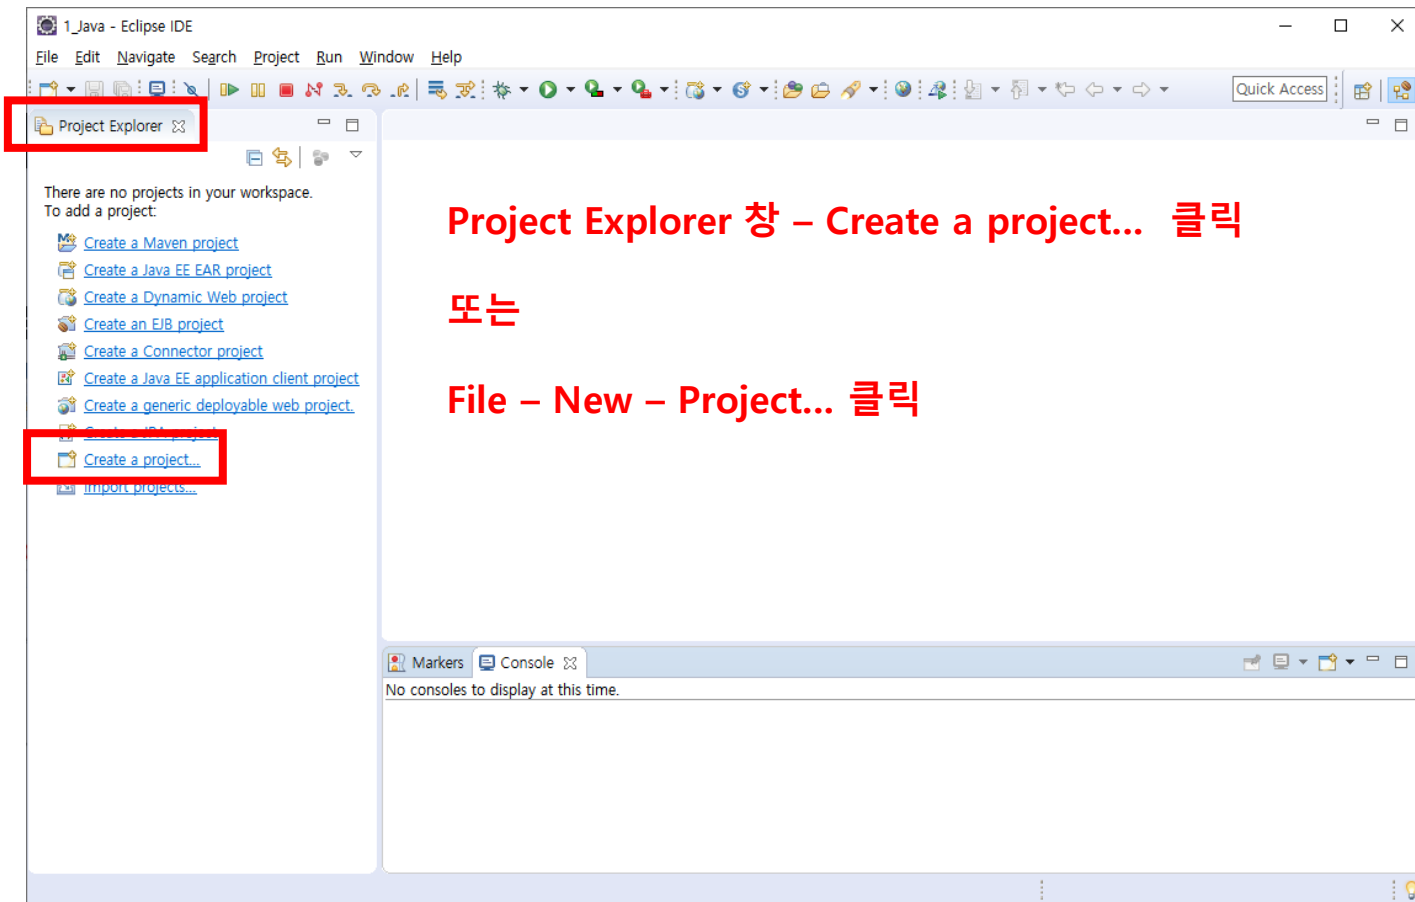 1_Java - Eclipse IDE
File Edit Navigate Search Project Run Window Help
Quick Access
Project Explorer
There are no projects in your workspace.
To add a project:
Create a Maven project
Create a Java EE EAR project
Create a Dynamic Web project
Create an EJB project
Create a Connector project
Create a Java EE application client project
Create a generic deployable web project.
Create a JPA project
Create a project...
Import projects...
Project Explorer 창 – Create a project... 클릭
또는
File – New – Project... 클릭
Markers Console
No consoles to display at this time.